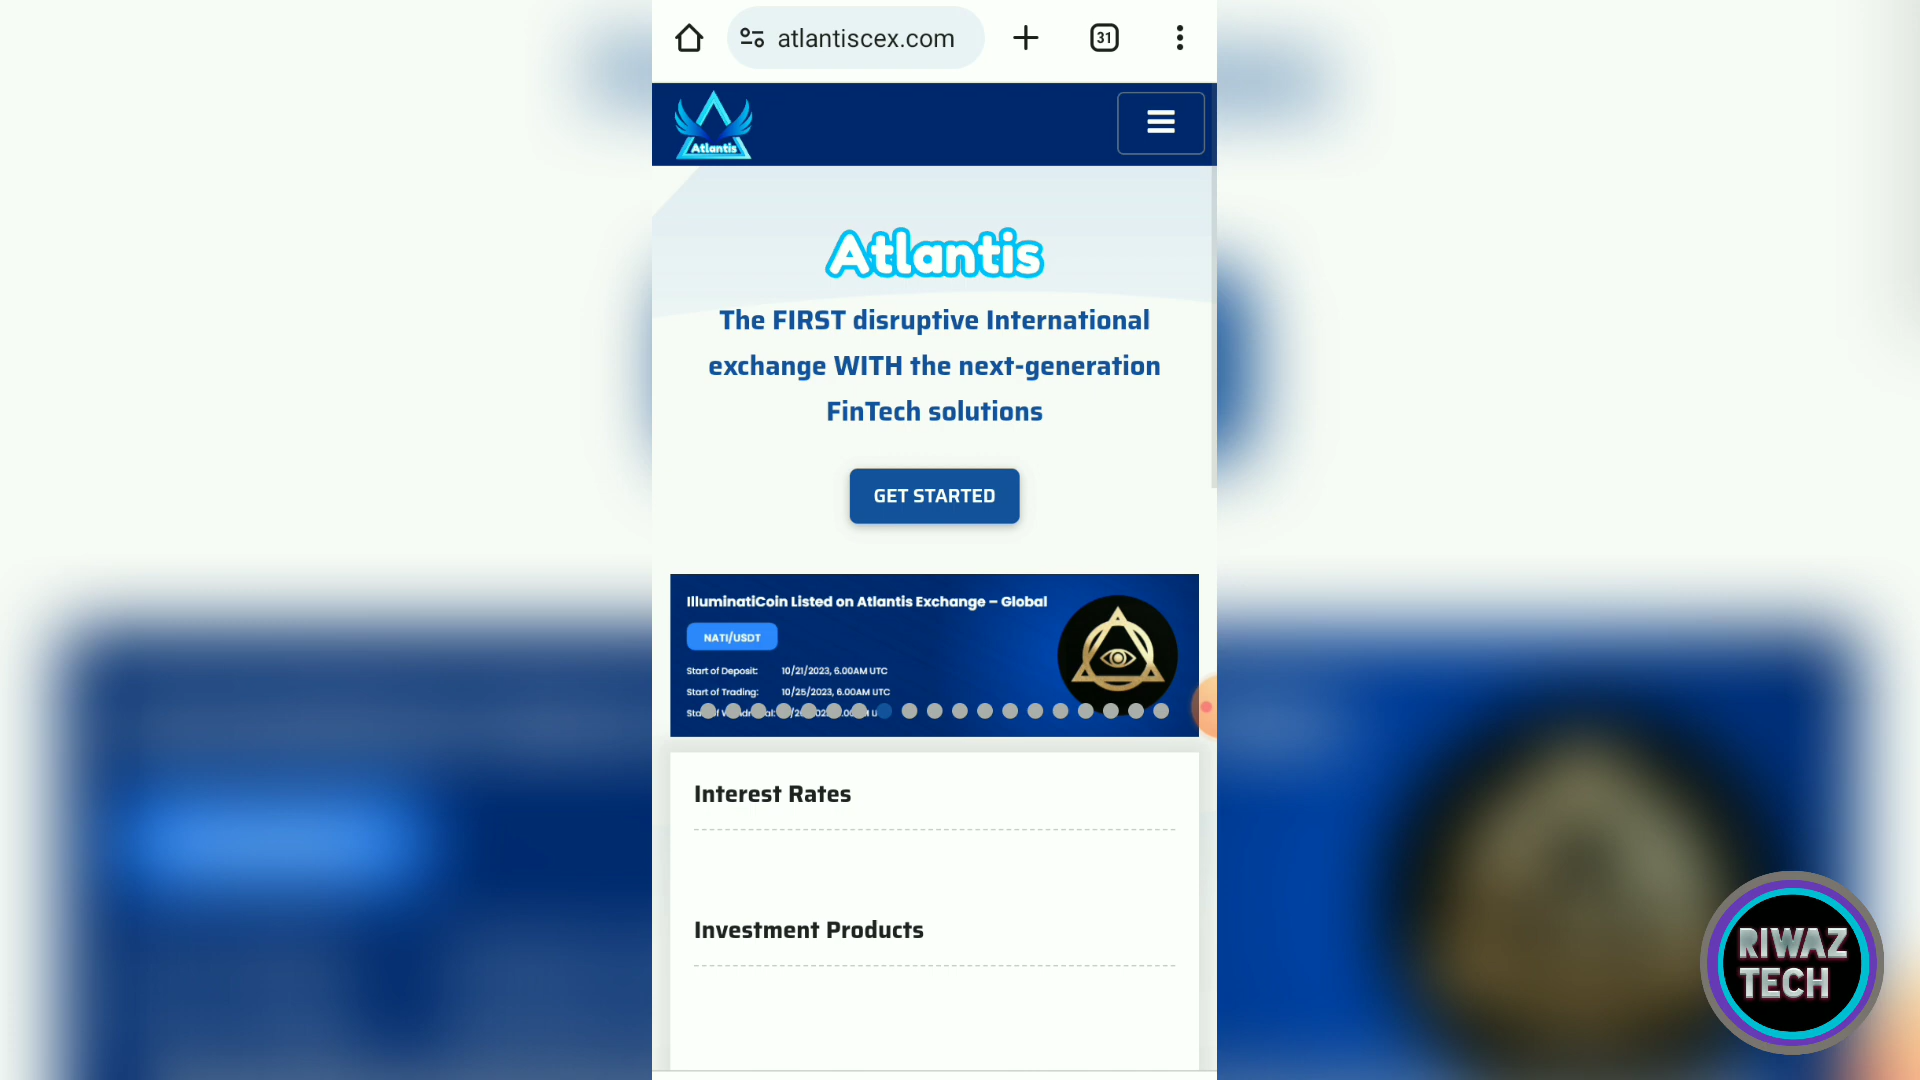 atlantiscex.com
31
Atlantis
Atlantis
The FIRST disruptive International
exchange WITH the next-generation
FinTech solutions
GET STARTED
IlluminatiCoin Listed on Atlantis Exchange – Global
NATI/USDT
Start of Deposit: 10/21/2023, 6.00AM UTC
Start of Trading: 10/25/2023, 6.00AM UTC
Interest Rates
Investment Products
RIWAZ
TECH